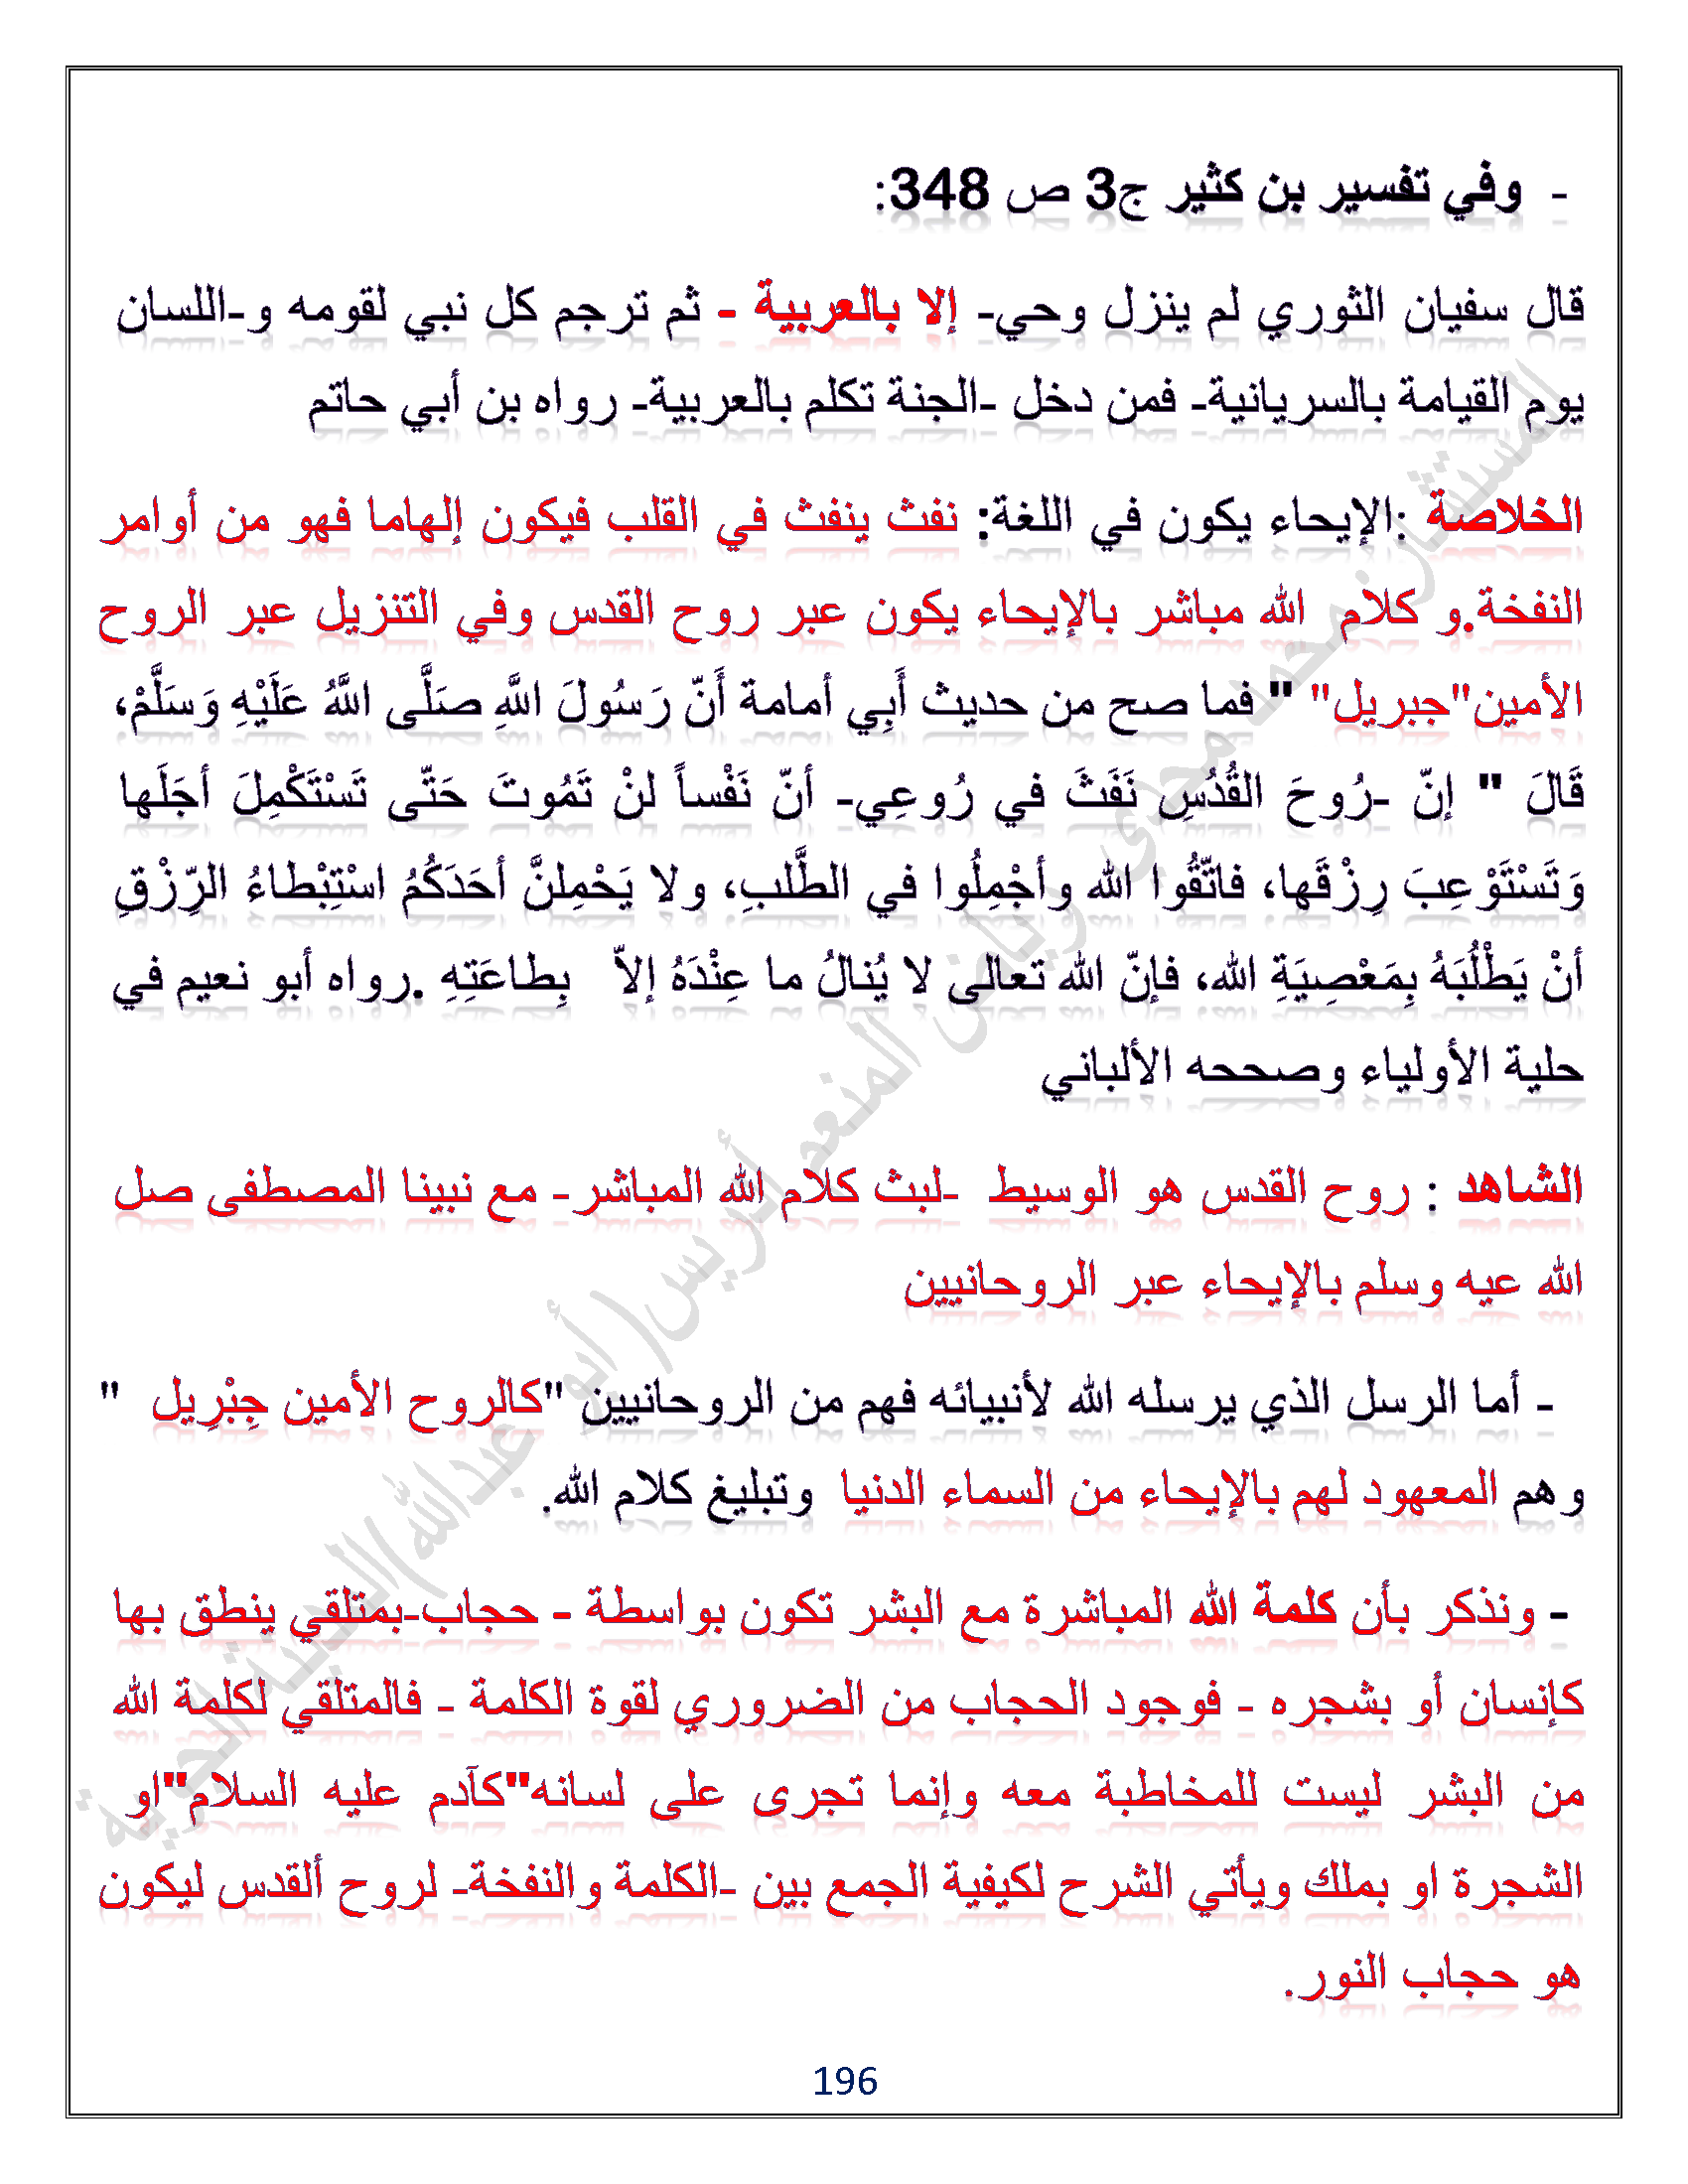 - وفي تفسير بن كثير ج3 ص 348:
قال سفيان الثوري لم ينزل وحي- إلا بالعربية - ثم ترجم كل نبي لقومه و-اللسان
يوم القيامة بالسريانية- فمن دخل -الجنة تكلم بالعربية- رواه بن أبي حاتم
الخلاصة :الإيحاء يكون في اللغة: نفث ينفث في القلب فيكون إلهاما فهو من أوامر
النفخة.و كلام الله مباشر بالإيحاء يكون عبر روح القدس وفي التنزيل عبر الروح
الأمين"جبريل" " فما صح من حديث أَبِي أمامة أَنّ رَسُولَ اللَّهِ صَلَّى اللَّهُ عَلَيْهِ وَسَلَّمْ،
قَالَ " إنّ -رُوحَ القُدُسِ نَفَثَ في رُوعِي- أنّ نَفْساً لنْ تَمُوتَ حَتّى تَسْتَكْمِلَ أجَلَها
وَتَسْتَوْعِبَ رِزْقَها، فاتّقُوا الله وأجْمِلُوا في الطَّلبِ، ولا يَحْمِلنَّ أحَدَكُمُ اسْتِبْطاءُ الرِّزْقِ
أنْ يَطْلُبَهُ بِمَعْصِيَةِ الله، فإنّ الله تعالى لا يُنالُ ما عِنْدَهُ إلاّ بِطاعَتِهِ .رواه أبو نعيم في
حلية الأولياء وصححه الألباني
الشاهد : روح القدس هو الوسيط -لبث كلام الله المباشر- مع نبينا المصطفى صل
الله عيه وسلم بالإيحاء عبر الروحانيين
- أما الرسل الذي يرسله الله لأنبيائه فهم من الروحانيين "كالروح الأمين جِبْرِيل "
وهم المعهود لهم بالإيحاء من السماء الدنيا وتبليغ كلام الله.
- ونذكر بأن كلمة الله المباشرة مع البشر تكون بواسطة - حجاب-بمتلقي ينطق بها
كإنسان أو بشجره - فوجود الحجاب من الضروري لقوة الكلمة - فالمتلقي لكلمة الله
من البشر ليست للمخاطبة معه وإنما تجرى على لسانه"كآدم عليه السلام"او
الشجرة او بملك ويأتي الشرح لكيفية الجمع بين -الكلمة والنفخة- لروح ألقدس ليكون
هو حجاب النور.
المستشار: محمد مجدي رياض المنعم أدريس(أبو عبدالله)
196